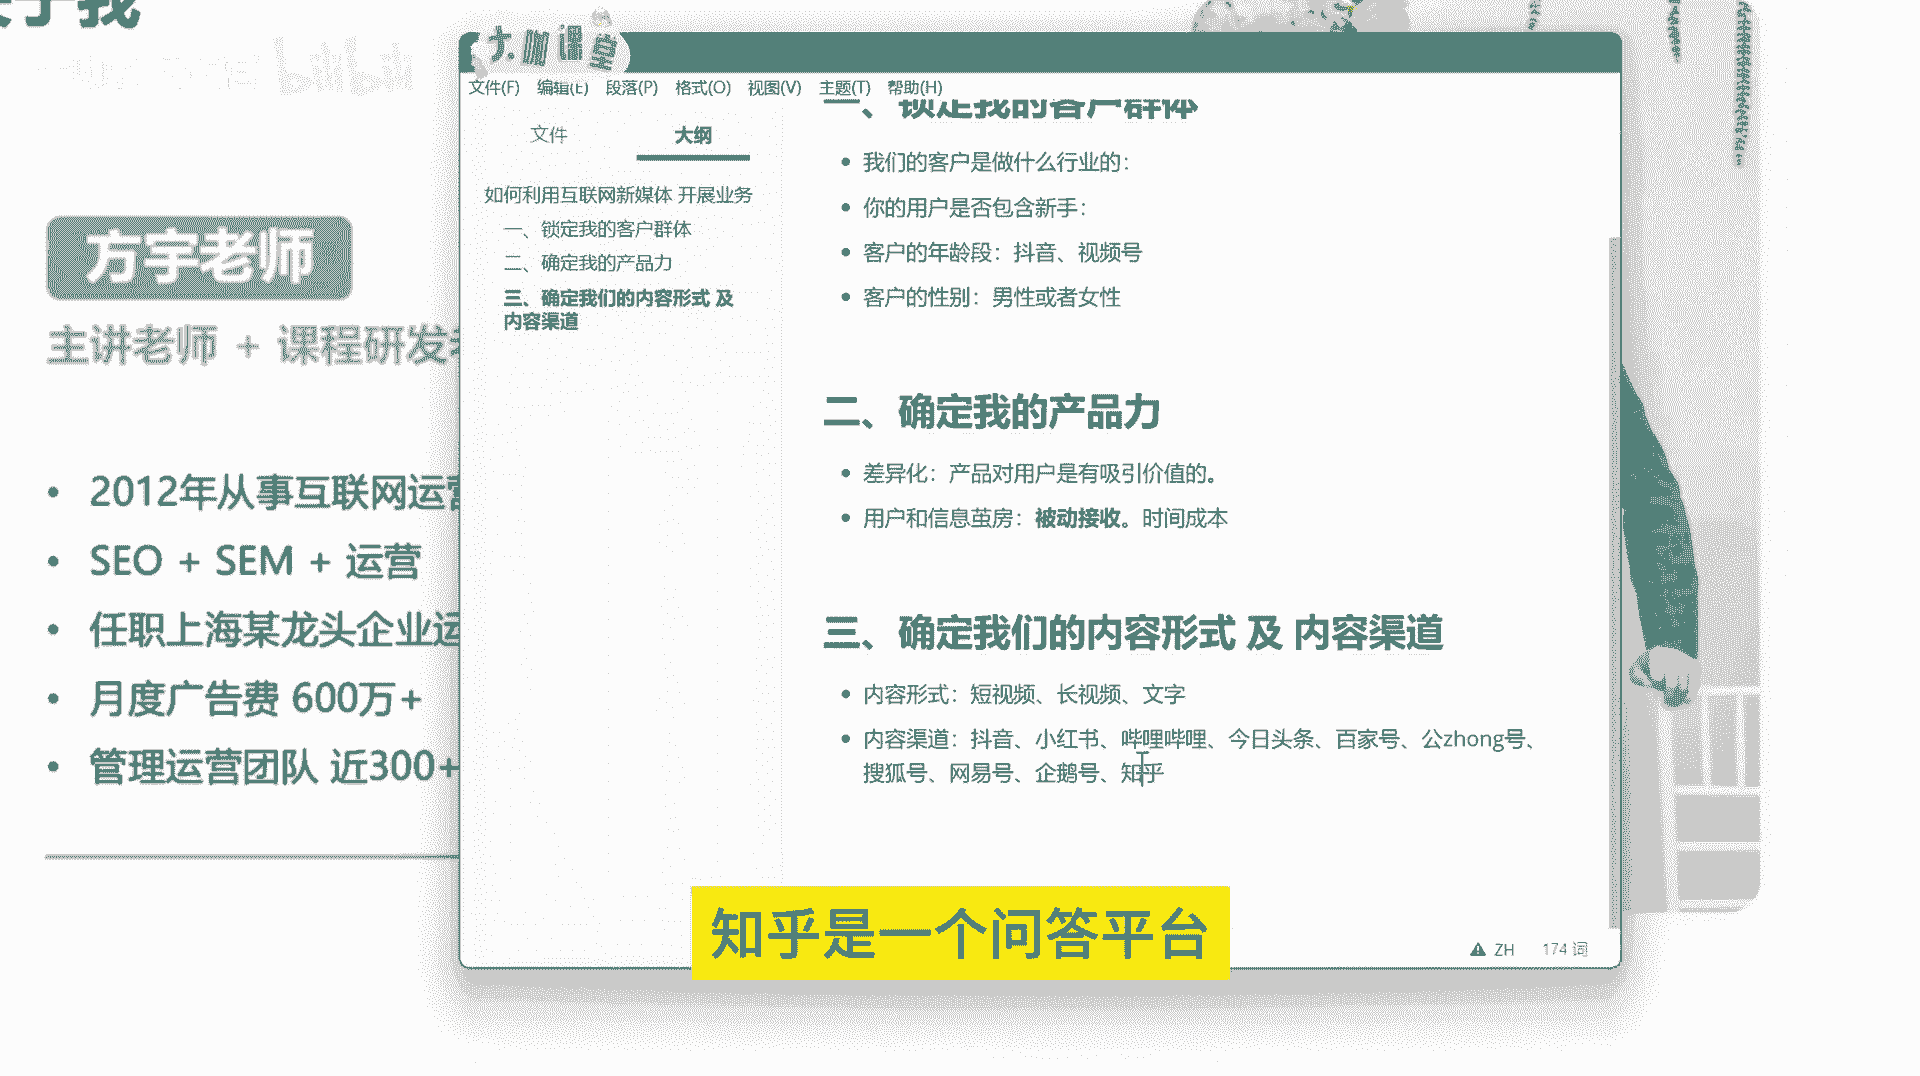 大咖课堂
bilibili
方宇老师
主讲老师 + 课程研发
2012年从事互联网运营
SEO + SEM + 运营
任职上海某龙头企业运
月度广告费 600万+
管理运营团队 近300+
文件(F) 编辑(E) 段落(P) 格式(O) 视图(V) 主题(T) 帮助(H)
文件 大纲
如何利用互联网新媒体 开展业务
一、锁定我的客户群体
二、确定我的产品力
三、确定我们的内容形式 及
内容渠道
一、锁定我的客户群体
我们的客户是做什么行业的：
你的用户是否包含新手：
客户的年龄段：抖音、视频号
客户的性别：男性或者女性
二、确定我的产品力
差异化：产品对用户是有吸引价值的。
用户和信息茧房：被动接收。时间成本
三、确定我们的内容形式 及 内容渠道
内容形式：短视频、长视频、文字
内容渠道：抖音、小红书、哔哩哔哩、今日头条、百家号、公zhong号、
搜狐号、网易号、企鹅号、知乎
ZH 174 词
知乎是一个问答平台